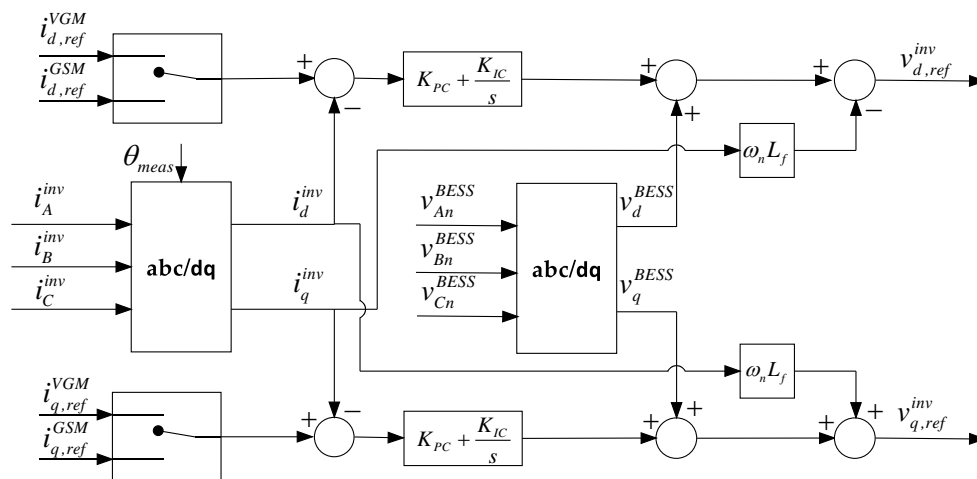 i_{d,ref}^{VGM}
i_{d,ref}^{GSM}
+
−
K_{PC} + \frac{K_{IC}}{s}
+
+
+
−
v_{d,ref}^{inv}
ω_n L_f
θ_{meas}
i_A^{inv}
i_B^{inv}
i_C^{inv}
abc/dq
i_d^{inv}
i_q^{inv}
v_{An}^{BESS}
v_{Bn}^{BESS}
v_{Cn}^{BESS}
abc/dq
v_d^{BESS}
v_q^{BESS}
ω_n L_f
i_{q,ref}^{VGM}
i_{q,ref}^{GSM}
+
−
K_{PC} + \frac{K_{IC}}{s}
+
+
+
+
v_{q,ref}^{inv}